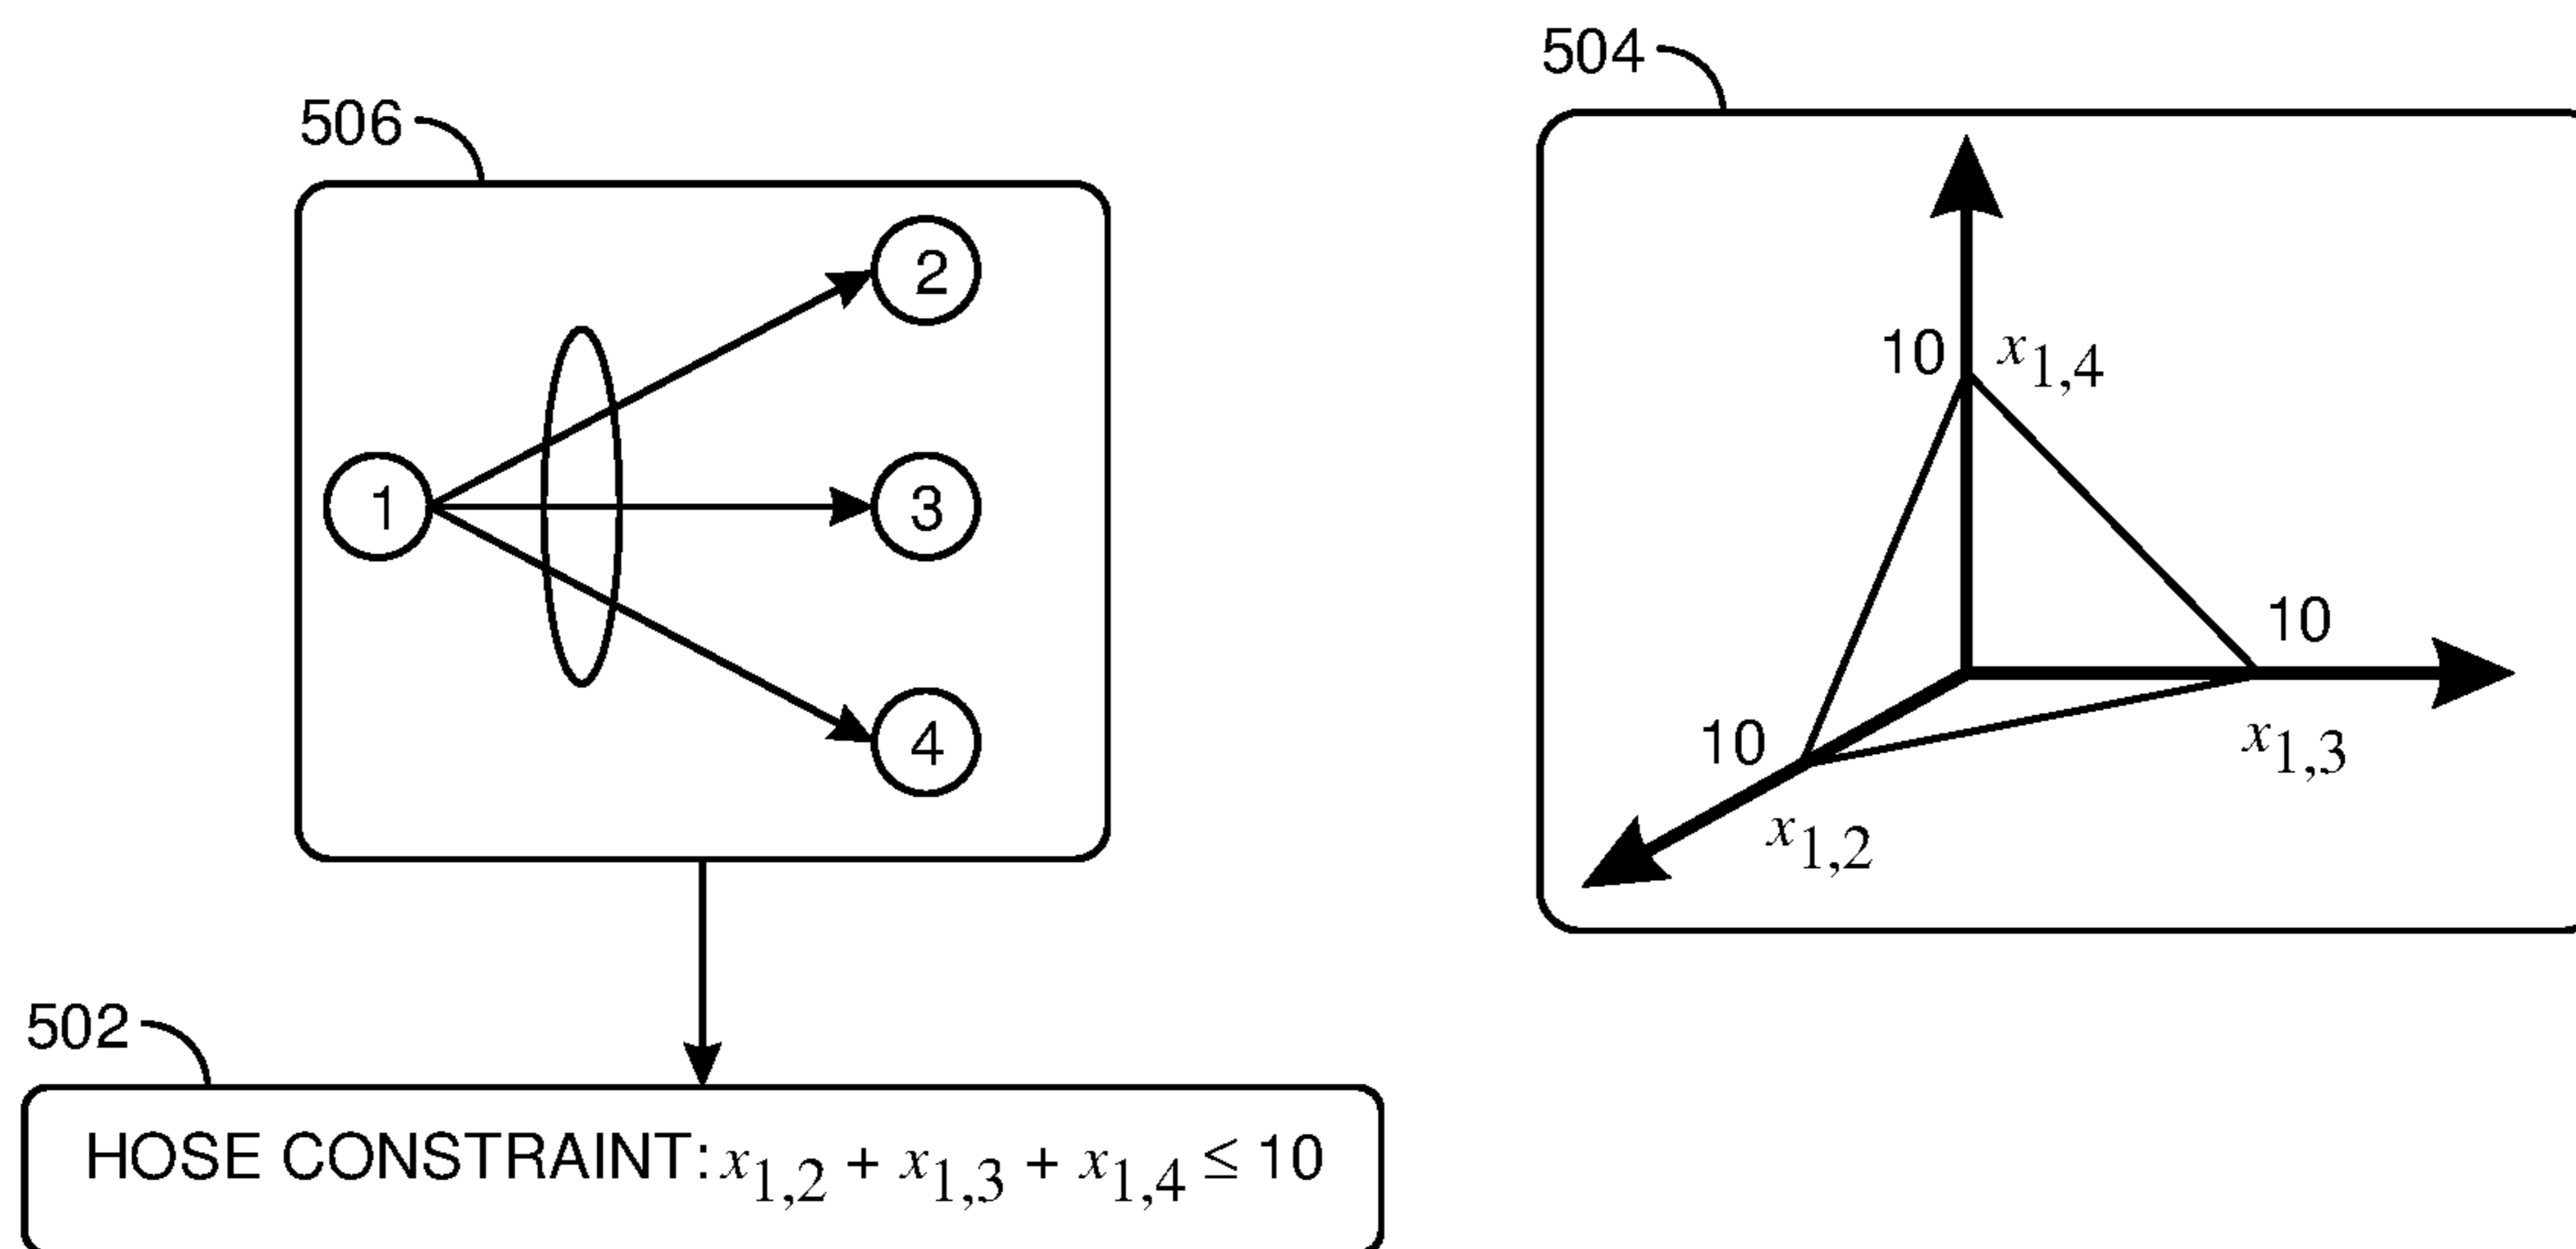 504
506
2
1
3
4
10 x1,4
10
10
x1,3
x1,2
502
HOSE CONSTRAINT: x1,2 + x1,3 + x1,4 ≤ 10